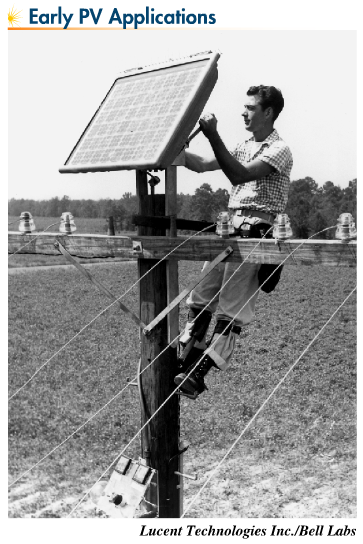 Early PV Applications
Lucent Technologies Inc./Bell Labs